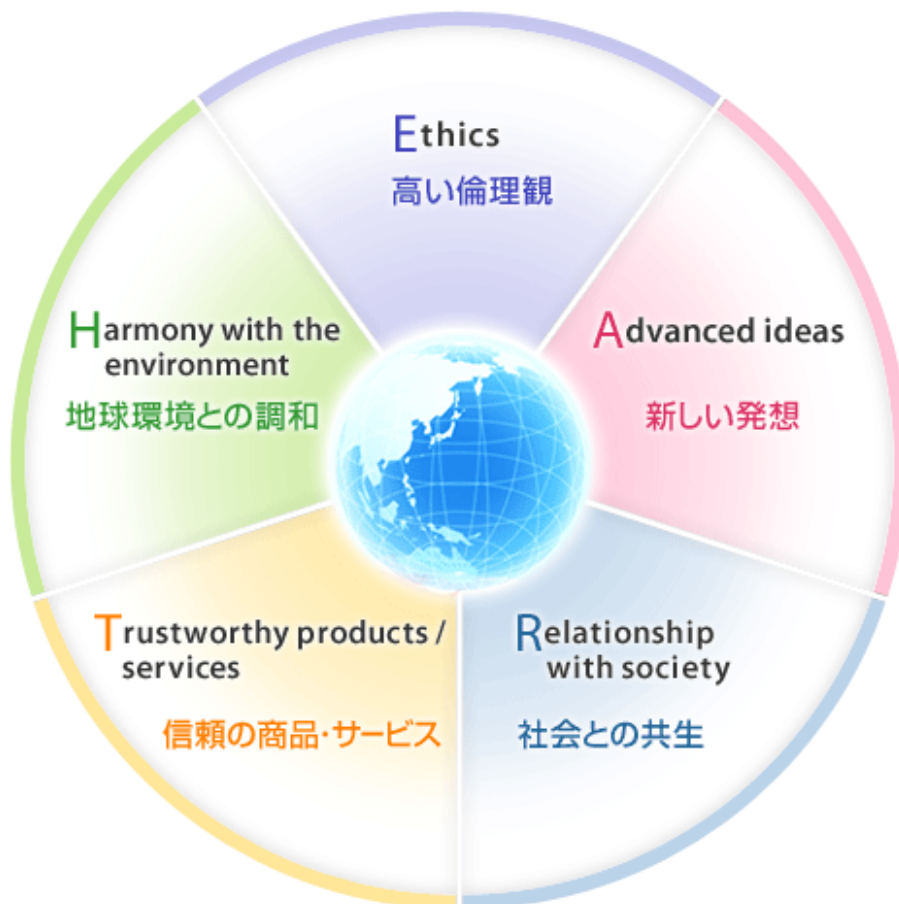 Ethics
高い倫理観
Advanced ideas
新しい発想
Relationship
with society
社会との共生
Trustworthy products /
services
信頼の商品・サービス
Harmony with the
environment
地球環境との調和